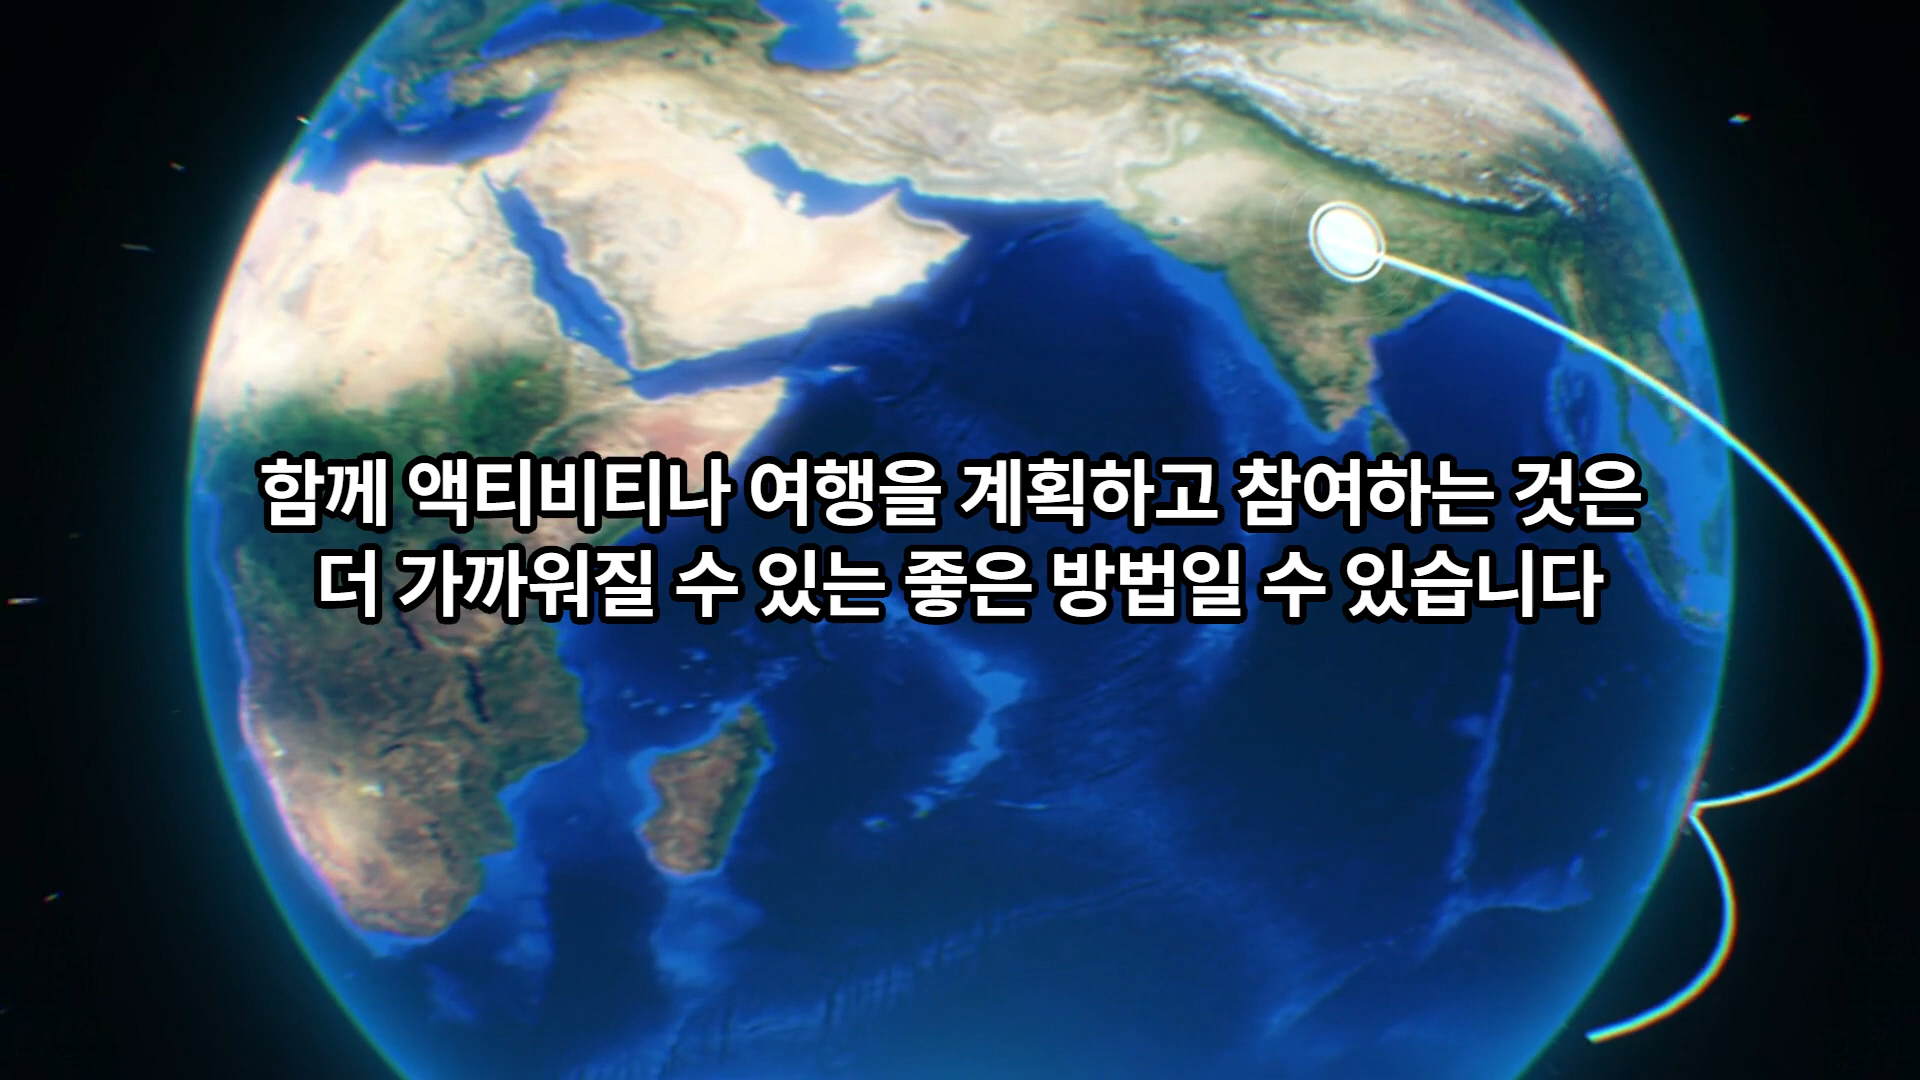 함께 액티비티나 여행을 계획하고 참여하는 것은
더 가까워질 수 있는 좋은 방법일 수 있습니다